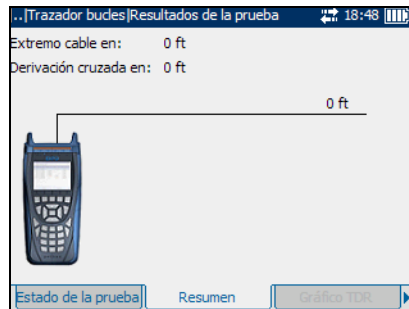 ..|Trazador bucles|Resultados de la prueba 18:48
Extremo cable en: 0 ft
Derivación cruzada en: 0 ft
0 ft
Estado de la prueba Resumen Gráfico TDR